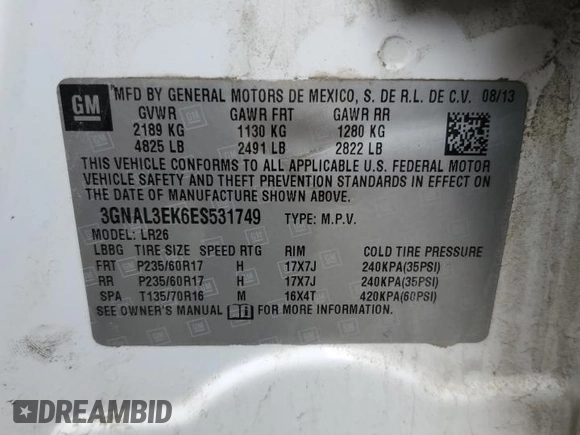 GM
MFD BY GENERAL MOTORS DE MEXICO, S. DE R.L. DE C.V. 08/13
GVWR GAWR FRT GAWR RR
2189 KG 1130 KG 1280 KG
4825 LB 2491 LB 2822 LB
THIS VEHICLE CONFORMS TO ALL APPLICABLE U.S. FEDERAL MOTOR
VEHICLE SAFETY AND THEFT PREVENTION STANDARDS IN EFFECT ON
THE DATE OF MANUFACTURE SHOWN ABOVE.
3GNAL3EK6ES531749 TYPE: M.P.V.
MODEL: LR26
LBBG TIRE SIZE SPEED RTG RIM COLD TIRE PRESSURE
FRT P235/60R17 H 17X7J 240KPA(35PSI)
RR P235/60R17 H 17X7J 240KPA(35PSI)
SPA T135/70R16 M 16X4T 420KPA(60PSI)
SEE OWNER'S MANUAL FOR MORE INFORMATION
DREAMBID